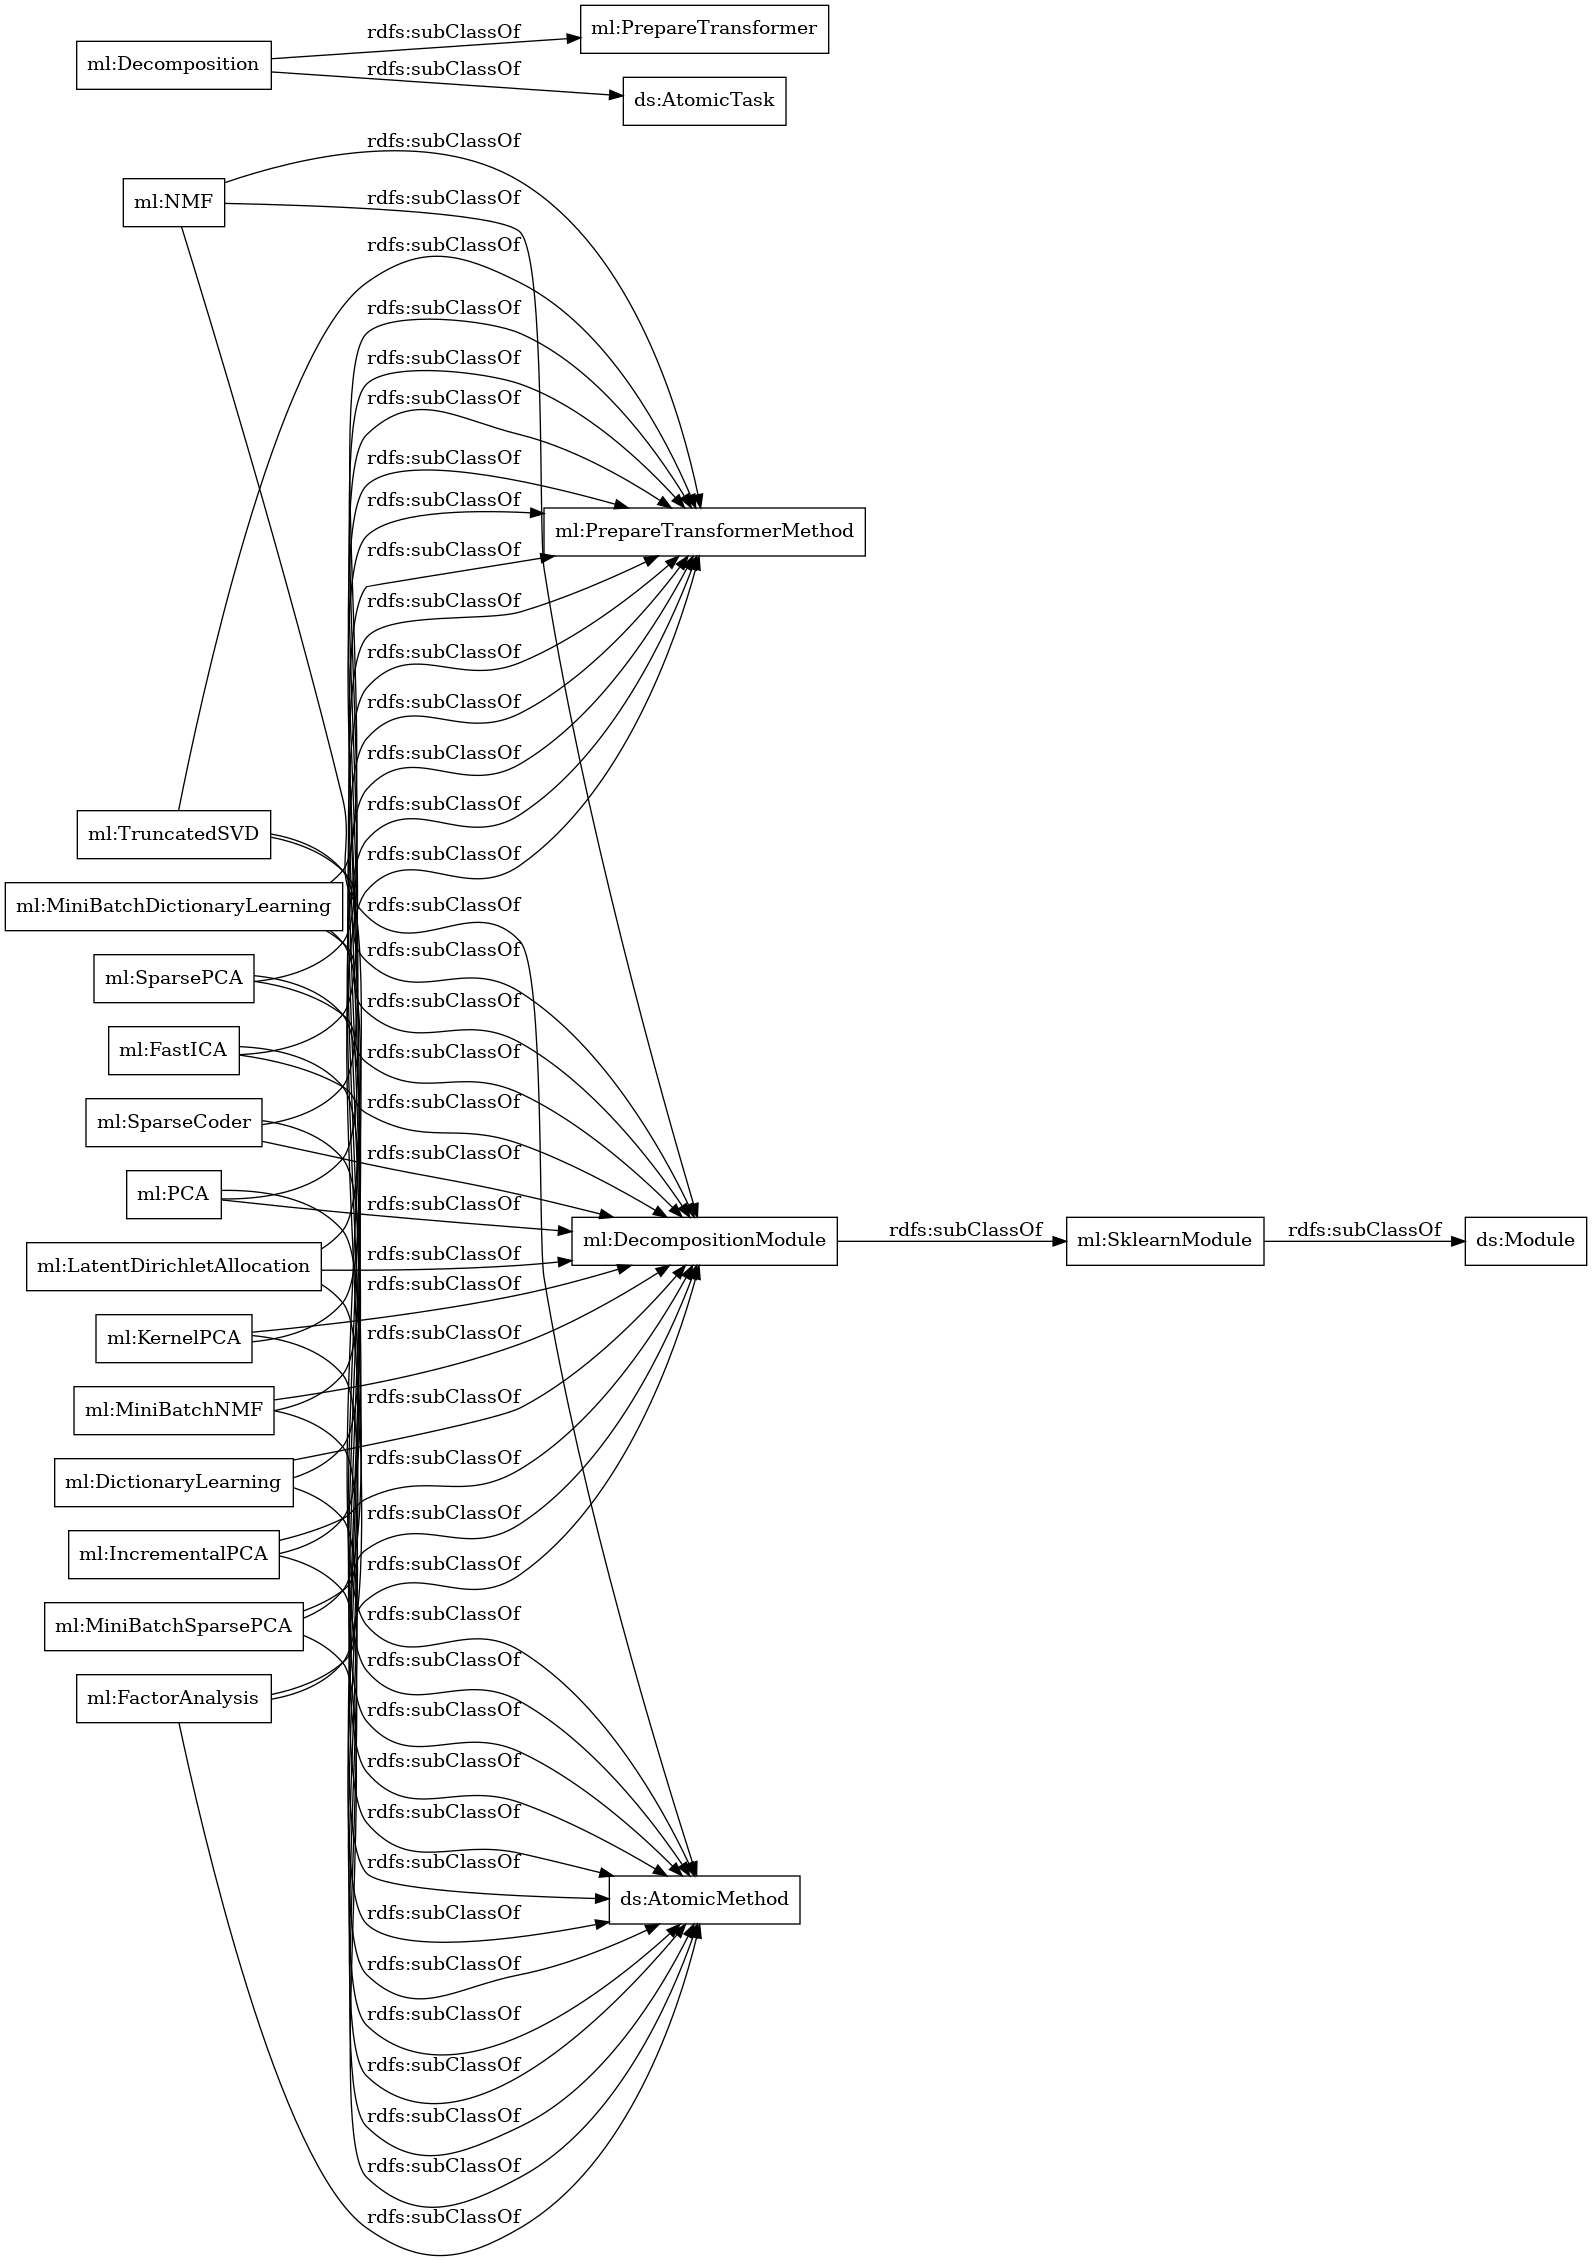 ml:PrepareTransformer
rdfs:subClassOf
ml:Decomposition
rdfs:subClassOf
ds:AtomicTask
rdfs:subClassOf
rdfs:subClassOf
ml:NMF
rdfs:subClassOf
rdfs:subClassOf
rdfs:subClassOf
rdfs:subClassOf
rdfs:subClassOf
rdfs:subClassOf
ml:PrepareTransformerMethod
rdfs:subClassOf
rdfs:subClassOf
rdfs:subClassOf
rdfs:subClassOf
rdfs:subClassOf
rdfs:subClassOf
ml:TruncatedSVD
rdfs:subClassOf
ml:MiniBatchDictionaryLearning
rdfs:subClassOf
rdfs:subClassOf
ml:SparsePCA
rdfs:subClassOf
ml:FastICA
rdfs:subClassOf
rdfs:subClassOf
ml:SparseCoder
rdfs:subClassOf
ml:PCA
rdfs:subClassOf
ml:DecompositionModule
rdfs:subClassOf
ml:SklearnModule
rdfs:subClassOf
ds:Module
rdfs:subClassOf
ml:LatentDirichletAllocation
rdfs:subClassOf
ml:KernelPCA
rdfs:subClassOf
rdfs:subClassOf
ml:MiniBatchNMF
rdfs:subClassOf
ml:DictionaryLearning
rdfs:subClassOf
ml:IncrementalPCA
rdfs:subClassOf
rdfs:subClassOf
ml:MiniBatchSparsePCA
rdfs:subClassOf
ml:FactorAnalysis
rdfs:subClassOf
rdfs:subClassOf
rdfs:subClassOf
rdfs:subClassOf
ds:AtomicMethod
rdfs:subClassOf
rdfs:subClassOf
rdfs:subClassOf
rdfs:subClassOf
rdfs:subClassOf
rdfs:subClassOf
rdfs:subClassOf